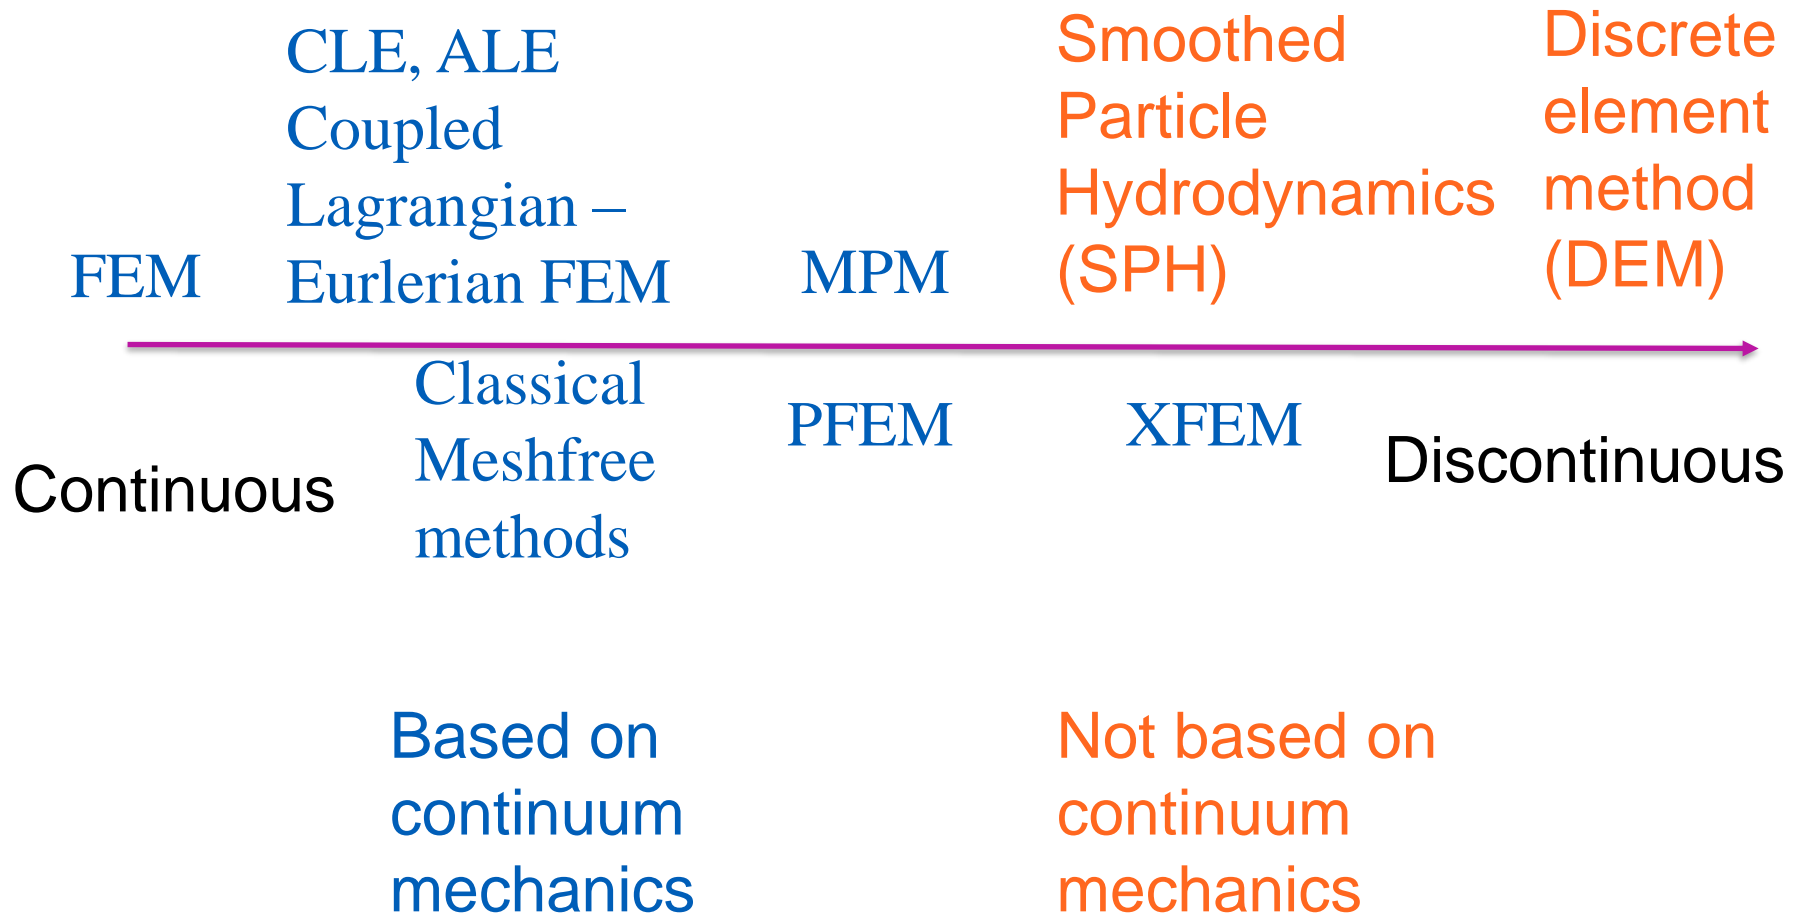 FEM
CLE, ALE
Coupled
Lagrangian –
Eurlerian FEM
MPM
Smoothed
Particle
Hydrodynamics
(SPH)
Discrete
element
method
(DEM)
Continuous
Classical
Meshfree
methods
PFEM
XFEM
Discontinuous
Based on
continuum
mechanics
Not based on
continuum
mechanics